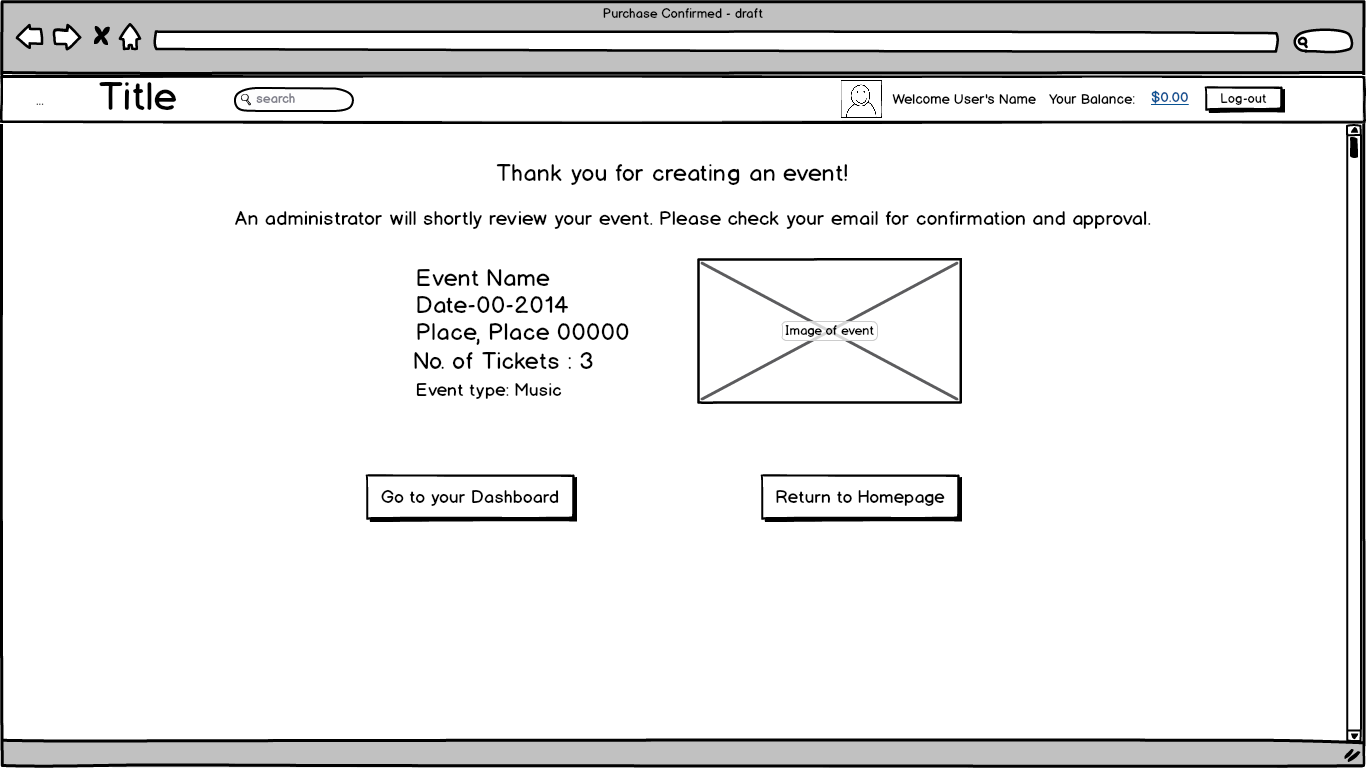 Purchase Confirmed - draft
... Title search Welcome User's Name Your Balance: $0.00 Log-out
Thank you for creating an event!
An administrator will shortly review your event. Please check your email for confirmation and approval.
Event Name
Date-00-2014
Place, Place 00000
No. of Tickets : 3
Event type: Music
Image of event
Go to your Dashboard
Return to Homepage